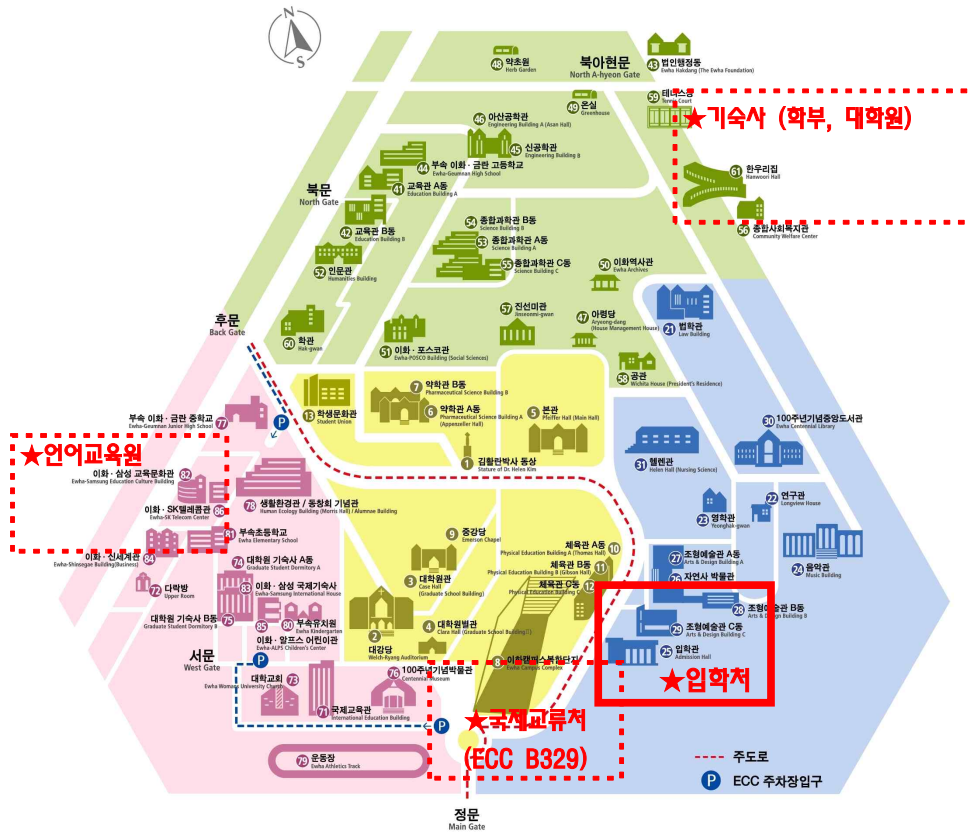 N
S
48 약초원
Herb Garden
북아현문
North A-hyeon Gate
43 법인행정동
Ewha Hakdang (The Ewha Foundation)
49 온실
Greenhouse
59 테니스장
Tennis Court
★기숙사 (학부, 대학원)
46 아산공학관
Engineering Building A (Asan Hall)
45 신공학관
Engineering Building B
44 부속 이화·금란 고등학교
Ewha-Geumnan High School
41 교육관 A동
Education Building A
61 한우리집
Hanwoori Hall
북문
North Gate
42 교육관 B동
Education Building B
54 종합과학관 B동
Science Building B
53 종합과학관 A동
Science Building A
55 종합과학관 C동
Science Building C
56 종합사회복지관
Community Welfare Center
52 인문관
Humanities Building
50 이화역사관
Ewha Archives
57 진선미관
Jinseonmi-gwan
47 아령당
Aryeong-dang
(House Management House)
21 법학관
Law Building
후문
Back Gate
60 학관
Hak-gwan
51 이화·포스코관
Ewha-POSCO Building (Social Sciences)
58 공관
Wichita House (President's Residence)
7 약학관 B동
Pharmaceutical Science Building B
6 약학관 A동
Pharmaceutical Science Building A
(Appenzeller Hall)
5 본관
Pfeiffer Hall (Main Hall)
13 학생문화관
Student Union
부속 이화·금란 중학교
Ewha-Geumnan Junior High School
77
P
30 100주년기념중앙도서관
Ewha Centennial Library
1 김활란박사 동상
Stature of Dr. Helen Kim
31 헬렌관
Helen Hall (Nursing Science)
★언어교육원
이화·삼성 교육문화관 82
Ewha-Samsung Education Culture Building
78 생활환경관 / 동창회 기념관
Human Ecology Building (Morris Hall) / Alumnae Building
이화·SK텔레콤관 86
Ewha-SK Telecom Center
22 연구관
Longview House
23 영학관
Yeonghak-gwan
81 부속초등학교
Ewha Elementary School
9 중강당
Emerson Chapel
체육관 A동 10
Physical Education Building A (Thomas Hall)
체육관 B동 11
Physical Education Building B (Gibson Hall)
체육관 C동 12
Physical Education Building C
이화·신세계관
Ewha-Shinsegae Building(Business)
84
74 대학원 기숙사 A동
Graduate Student Dormitory A
3 대학원관
Case Hall
(Graduate School Building)
27 조형예술관 A동
Arts & Design Building A
24 음악관
Music Building
26 자연사 박물관
72 다락방
Upper Room
83 이화·삼성 국제기숙사
Ewha-Samsung International House
28 조형예술관 B동
Arts & Design Building B
대학원 기숙사 B동 75
Graduate Student Dormitory B
85
80 부속유치원
Ewha Kindergarten
이화·알프스 어린이관
Ewha-ALPS Children's Center
2 대강당
Welch-Ryang Auditorium
4 대학원별관
29 조형예술관 C동
Arts & Design Building C
25 입학관
Admission Hall
★입학처
서문
West Gate
P
8 이화캠퍼스복합단지
Ewha Campus Complex
76 100주년기념박물관
Centennial Museum
대학교회 73
Ewha Womans University Church
71 국제교육관
International Education Building
P
★국제교류처
(ECC B329)
79 운동장
Ewha Athletics Track
주도로
P ECC 주차장입구
정문
Main Gate